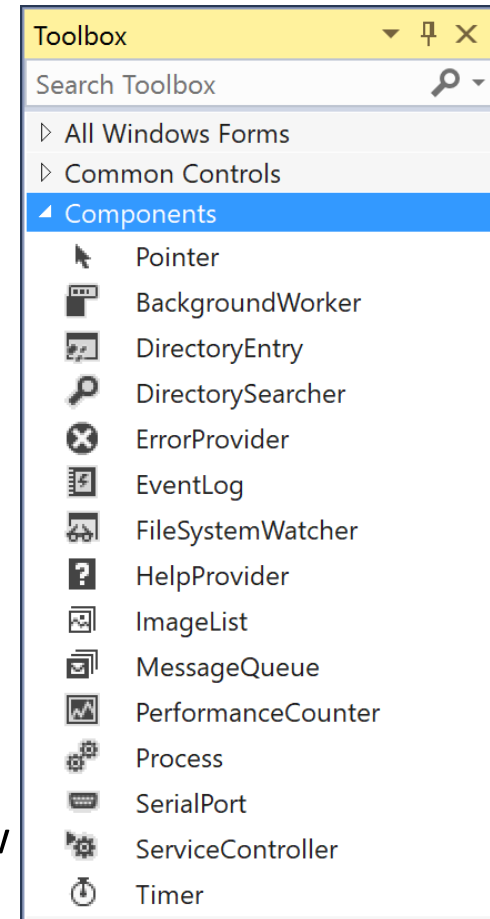 Toolbox
Search Toolbox
All Windows Forms
Common Controls
Components
Pointer
BackgroundWorker
DirectoryEntry
DirectorySearcher
ErrorProvider
EventLog
FileSystemWatcher
HelpProvider
ImageList
MessageQueue
PerformanceCounter
Process
SerialPort
ServiceController
Timer